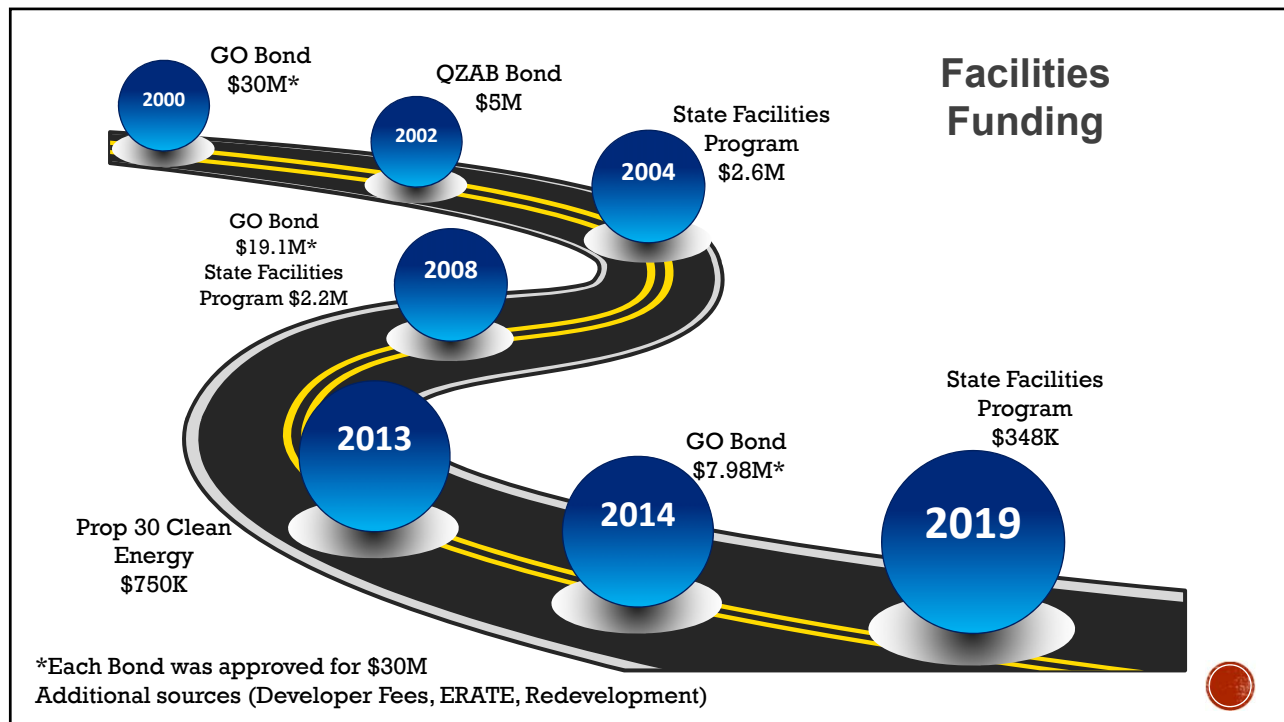 Facilities
Funding
2000
GO Bond
$30M*
2002
QZAB Bond
$5M
2004
State Facilities
Program
$2.6M
2008
GO Bond
$19.1M*
State Facilities
Program $2.2M
2013
Prop 30 Clean
Energy
$750K
2014
GO Bond
$7.98M*
2019
State Facilities
Program
$348K
*Each Bond was approved for $30M
Additional sources (Developer Fees, ERATE, Redevelopment)